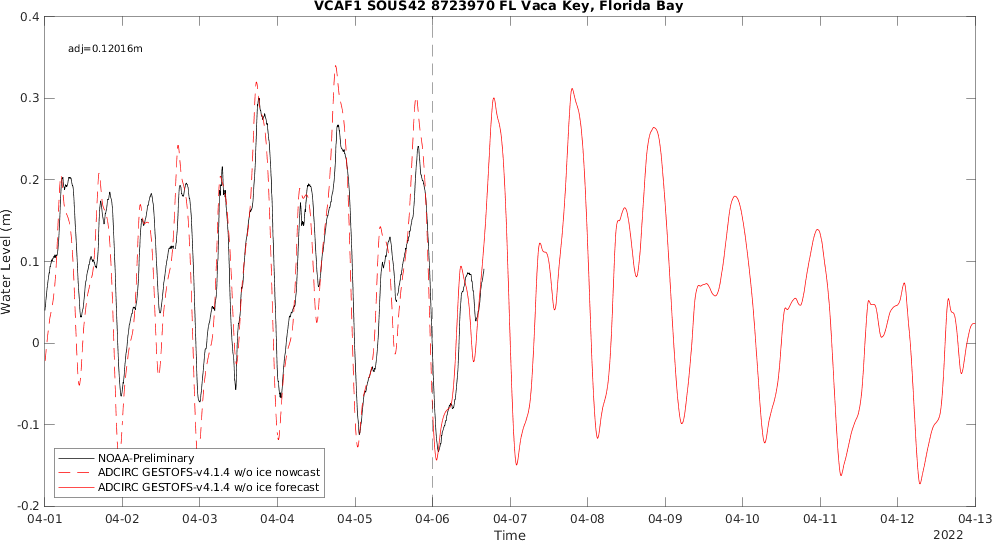 VCAF1 SOUS42 8723970 FL Vaca Key, Florida Bay
adj=0.12016m
Water Level (m)
0.4
0.3
0.2
0.1
0
-0.1
-0.2
NOAA-Preliminary
ADCIRC GESTOFS-v4.1.4 w/o ice nowcast
ADCIRC GESTOFS-v4.1.4 w/o ice forecast
04-01 04-02 04-03 04-04 04-05 04-06 04-07 04-08 04-09 04-10 04-11 04-12 04-13
Time
2022